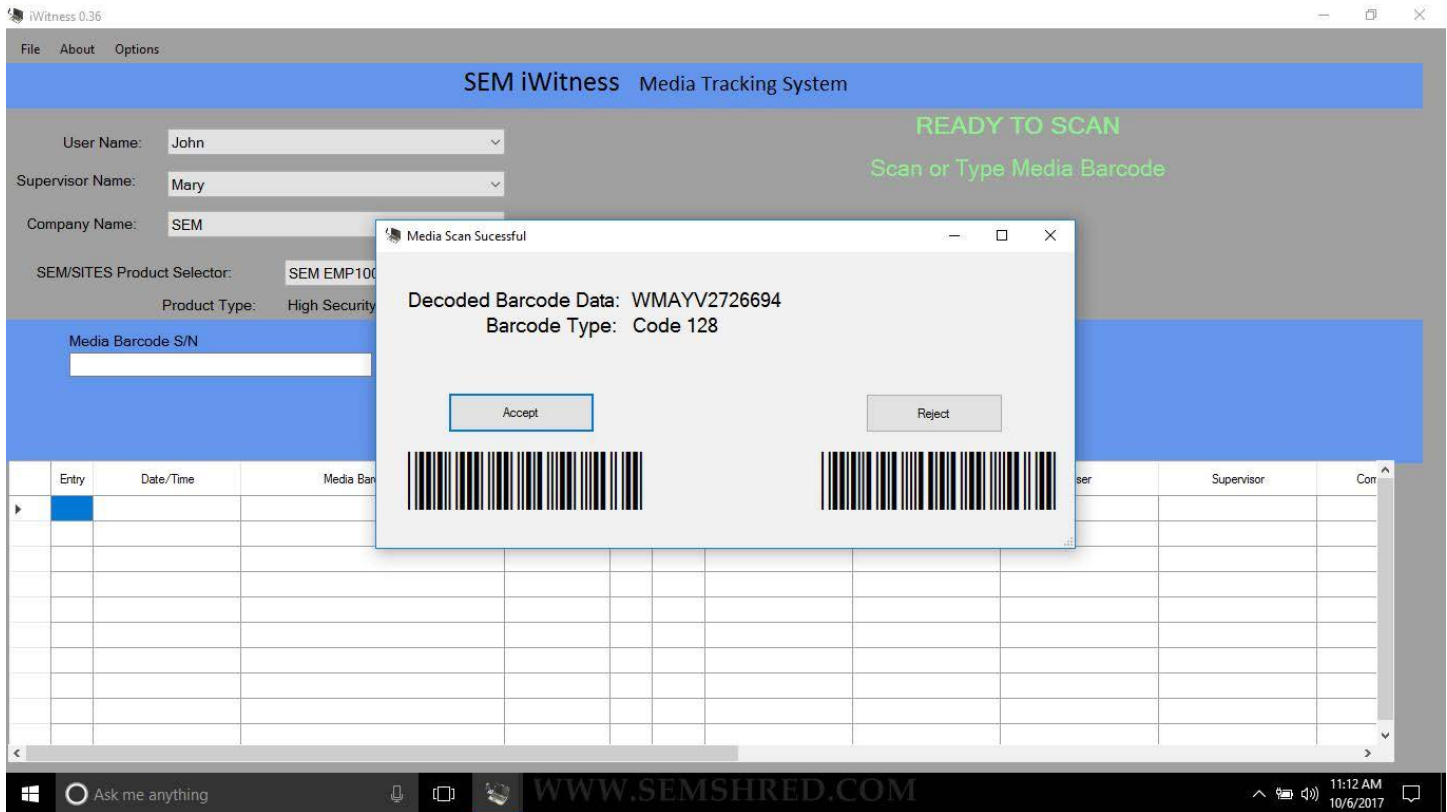 iWitness 0.36
File About Options
SEM iWitness Media Tracking System
User Name: John
Supervisor Name: Mary
Company Name: SEM
SEM/SITES Product Selector: SEM EMP100
Product Type: High Security
READY TO SCAN
Scan or Type Media Barcode
Media Barcode S/N
Media Scan Sucessful
Decoded Barcode Data: WMAYV2726694
Barcode Type: Code 128
Accept Reject
Entry Date/Time Media Bar ser Supervisor Com
Ask me anything
WWW.SEMSHRED.COM
11:12 AM
10/6/2017